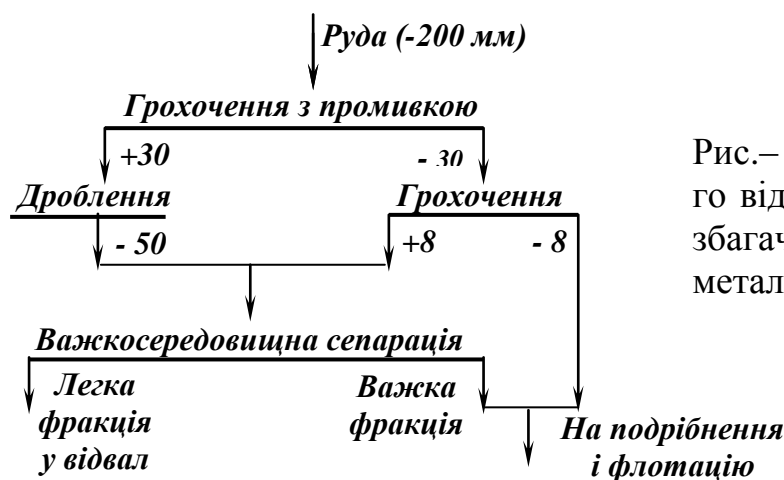 Руда (-200 мм)
Грохочення з промивкою
+30
- 30
Дроблення
Грохочення
- 50
+8
- 8
Важкосередовищна сепарація
Легка
фракція
у відвал
Важка
фракція
На подрібнення
і флотацію
Рис.–
го від
збагач
метал